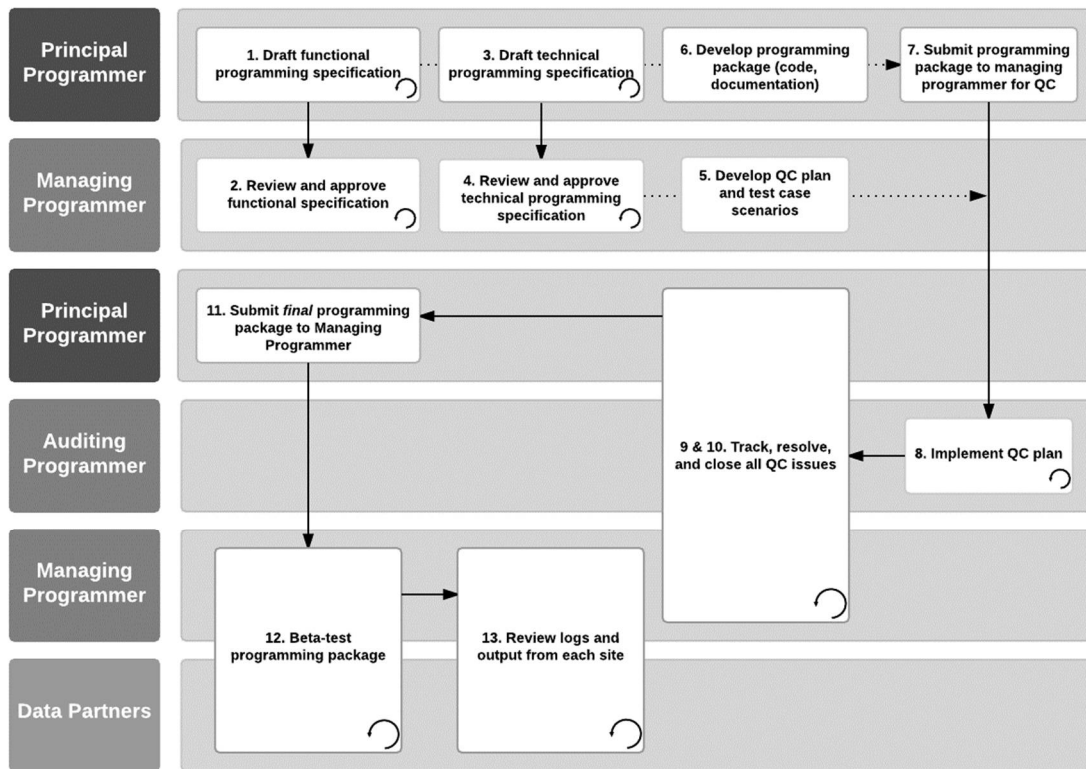 Principal
Programmer
1. Draft functional
programming specification
3. Draft technical
programming specification
6. Develop programming
package (code,
documentation)
7. Submit programming
package to managing
programmer for QC
Managing
Programmer
2. Review and approve
functional specification
4. Review and approve
technical programming
specification
5. Develop QC plan
and test case
scenarios
Principal
Programmer
11. Submit final programming
package to Managing
Programmer
Auditing
Programmer
9 & 10. Track, resolve,
and close all QC issues
8. Implement QC plan
Managing
Programmer
12. Beta-test
programming package
13. Review logs and
output from each site
Data Partners